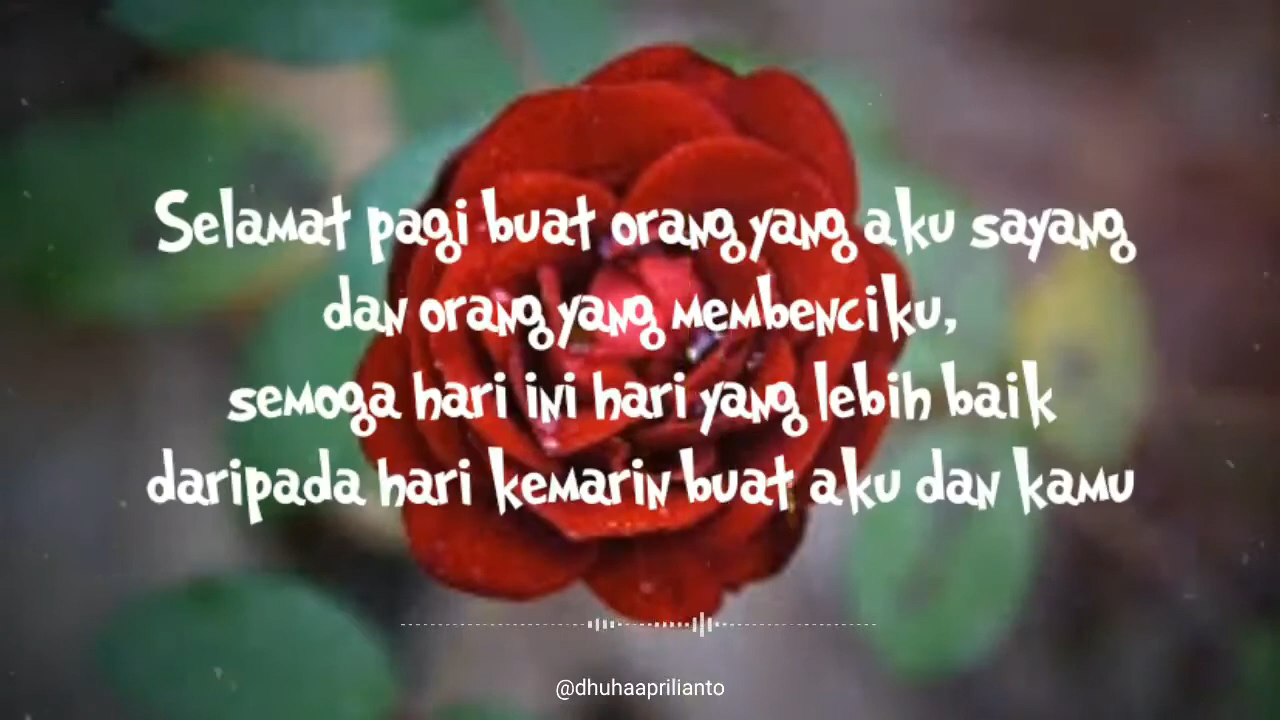 Selamat pagi buat orang yang aku sayang
dan orang yang membenciku,
semoga hari ini hari yang lebih baik
daripada hari kemarin buat aku dan kamu
@dhuhaaprilianto